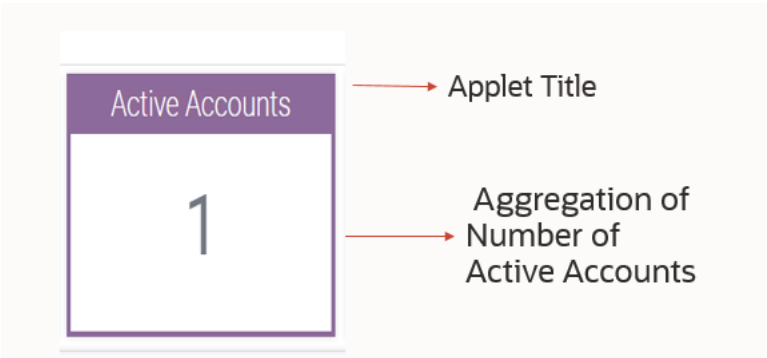 Active Accounts
Applet Title
1
Aggregation of
Number of
Active Accounts